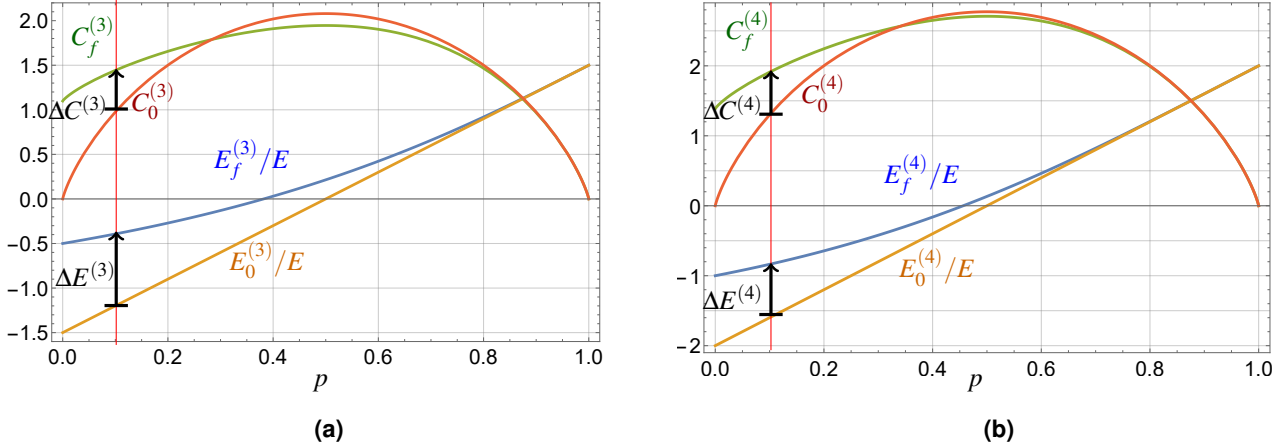 2.0
1.5
1.0
0.5
0.0
−0.5
−1.0
−1.5
C_f^{(3)}
ΔC^{(3)}
C_0^{(3)}
E_f^{(3)}/E
ΔE^{(3)}
E_0^{(3)}/E
0.0 0.2 0.4 0.6 0.8 1.0
p
(a)
2
1
0
−1
−2
C_f^{(4)}
ΔC^{(4)}
C_0^{(4)}
E_f^{(4)}/E
ΔE^{(4)}
E_0^{(4)}/E
0.0 0.2 0.4 0.6 0.8 1.0
p
(b)